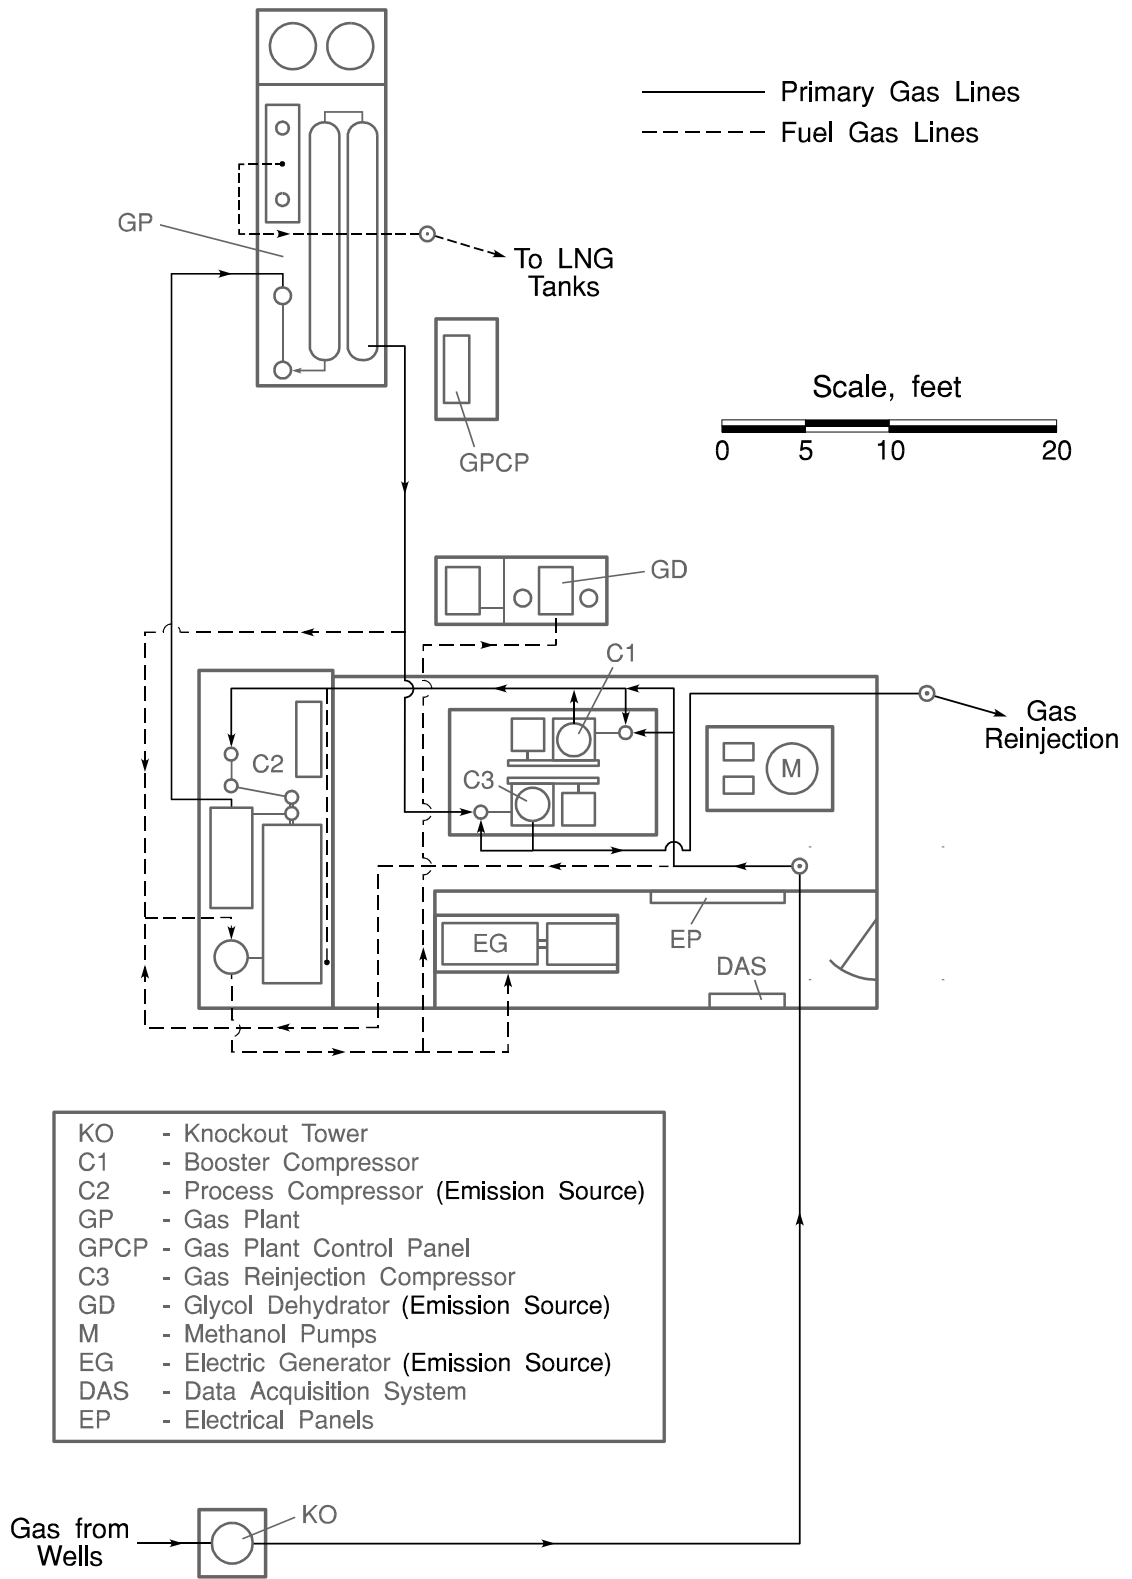 Primary Gas Lines
Fuel Gas Lines
GP
To LNG
Tanks
Scale, feet
0 5 10 20
GPCP
GD
C1
Gas
Reinjection
C2
C3
M
EG
EP
DAS
KO - Knockout Tower
C1 - Booster Compressor
C2 - Process Compressor (Emission Source)
GP - Gas Plant
GPCP - Gas Plant Control Panel
C3 - Gas Reinjection Compressor
GD - Glycol Dehydrator (Emission Source)
M - Methanol Pumps
EG - Electric Generator (Emission Source)
DAS - Data Acquisition System
EP - Electrical Panels
KO
Gas from
Wells